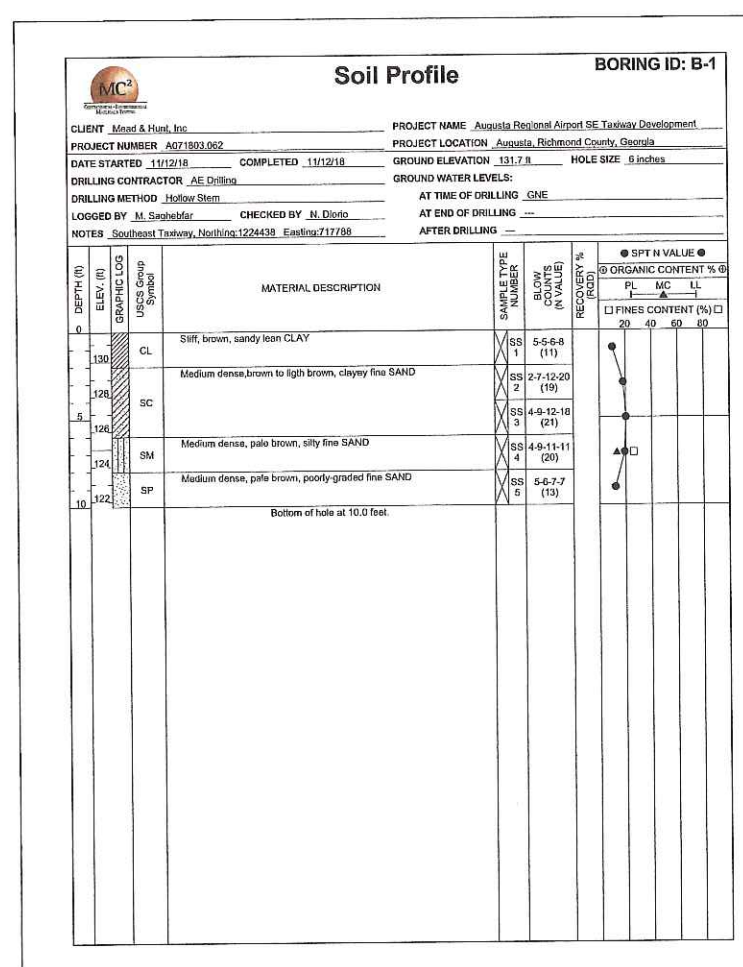 MC²
Soil Profile
BORING ID: B-1
CLIENT Mead & Hunt, Inc
PROJECT NAME Augusta Regional Airport SE Taxiway Development
PROJECT NUMBER A071803.062
PROJECT LOCATION Augusta, Richmond County, Georgia
DATE STARTED 11/12/18 COMPLETED 11/12/18
GROUND ELEVATION 131.7 ft HOLE SIZE 6 inches
DRILLING CONTRACTOR AE Drilling
GROUND WATER LEVELS:
DRILLING METHOD Hollow Stem
AT TIME OF DRILLING GNE
LOGGED BY M. Saghebfar CHECKED BY N. DIorio
AT END OF DRILLING ---
NOTES Southeast Taxiway, Northing:1224438 Easting:717788
AFTER DRILLING ---
DEPTH (ft)
ELEV. (ft)
GRAPHIC LOG
USCS Group Symbol
MATERIAL DESCRIPTION
SAMPLE TYPE NUMBER
BLOW COUNTS (N VALUE)
RECOVERY % (RQD)
SPT N VALUE
ORGANIC CONTENT %
PL MC LL
FINES CONTENT (%)
20 40 60 80
0
Stiff, brown, sandy lean CLAY
CL
SS 1
5-5-6-8 (11)
130
Medium dense,brown to ligth brown, clayey fine SAND
SS 2
2-7-12-20 (19)
128
SC
5
SS 3
4-9-12-18 (21)
126
Medium dense, pale brown, silty fine SAND
SM
SS 4
4-9-11-11 (20)
124
Medium dense, pale brown, poorly-graded fine SAND
SP
SS 5
5-6-7-7 (13)
122
10
Bottom of hole at 10.0 feet.